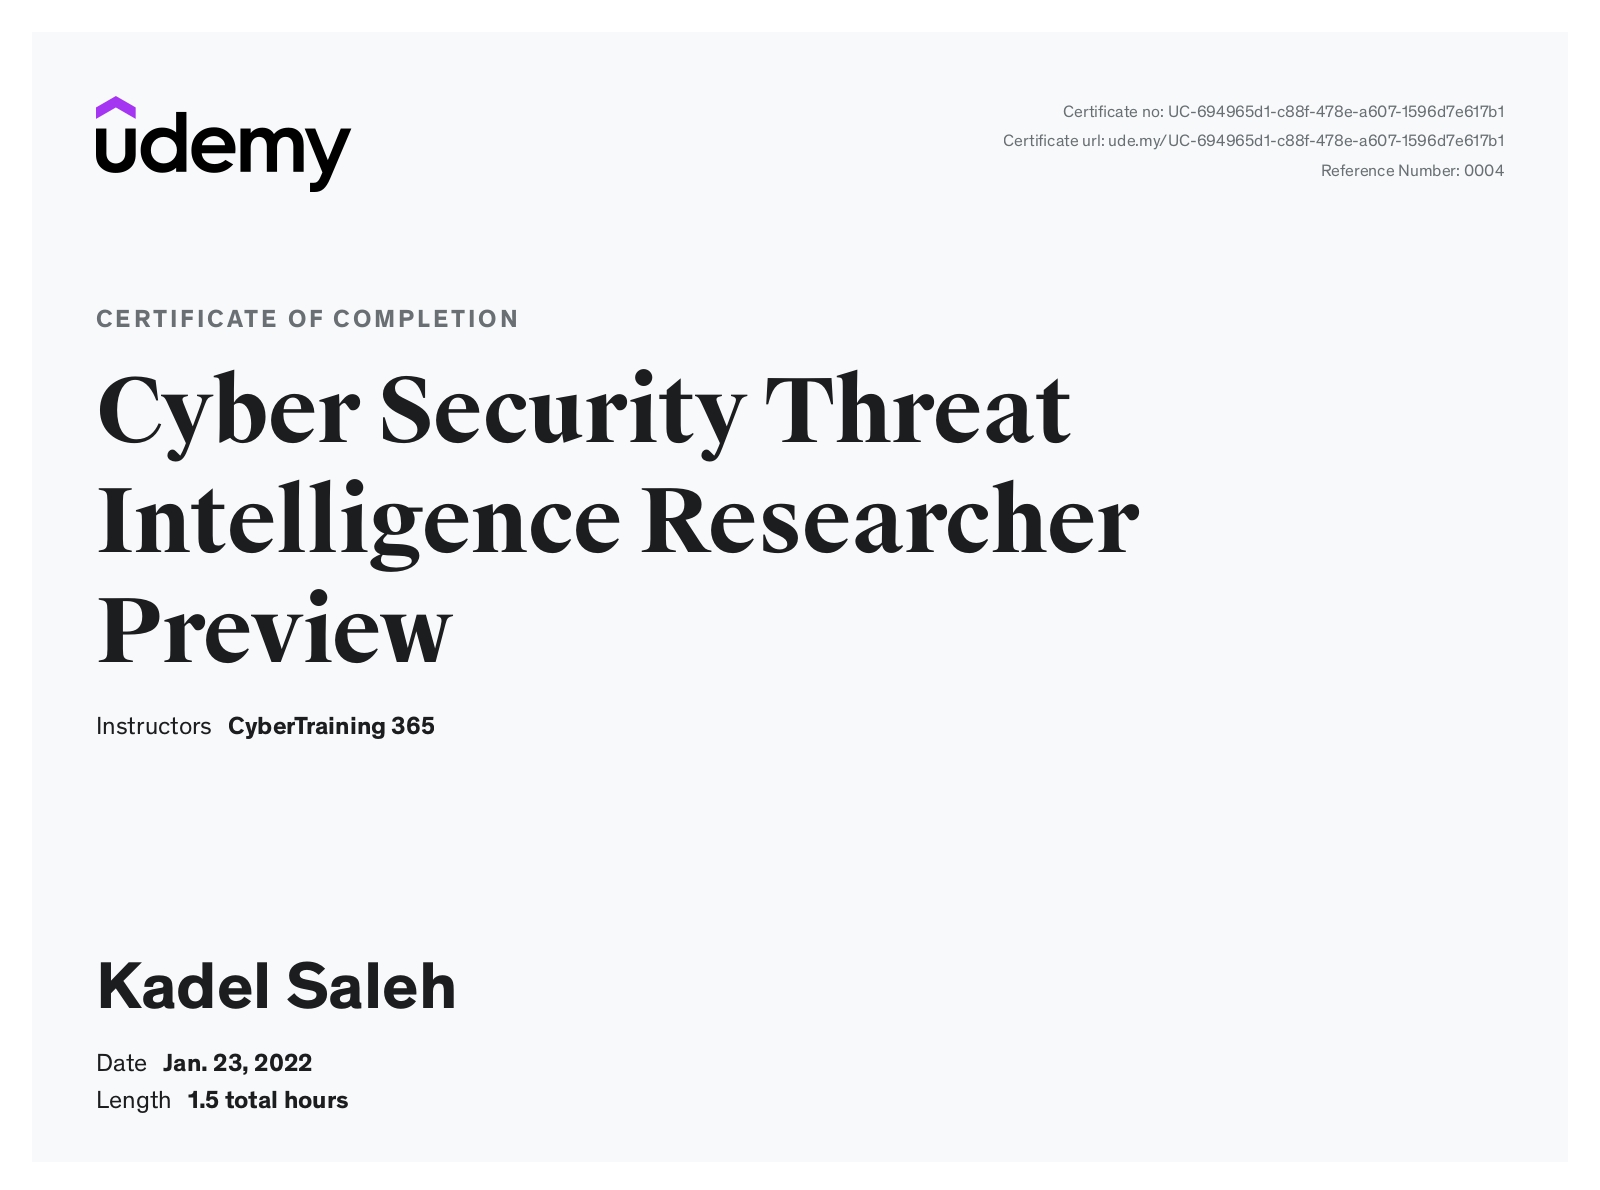 udemy
Certificate no: UC-694965d1-c88f-478e-a607-1596d7e617b1
Certificate url: ude.my/UC-694965d1-c88f-478e-a607-1596d7e617b1
Reference Number: 0004
CERTIFICATE OF COMPLETION
Cyber Security Threat
Intelligence Researcher
Preview
Instructors CyberTraining 365
Kadel Saleh
Date Jan. 23, 2022
Length 1.5 total hours